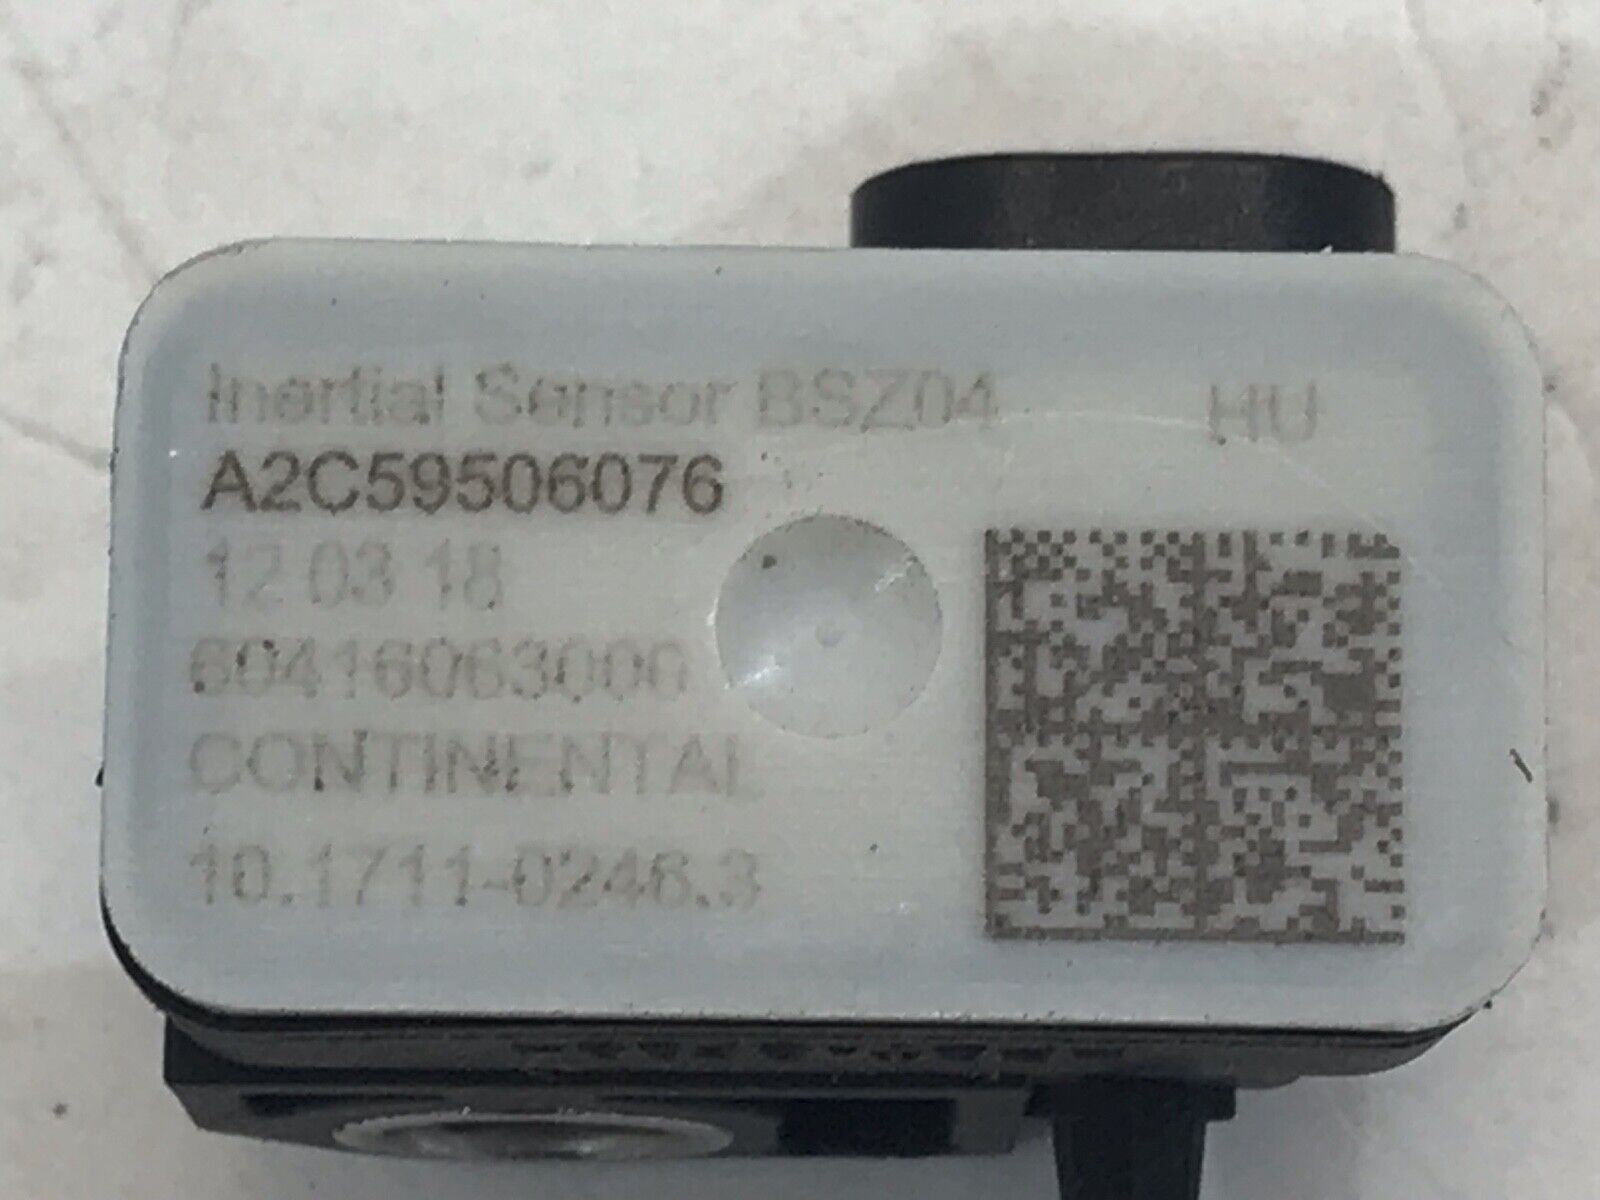 Inertial Sensor BSZ04 HU
A2C59506076
12 03 18
60416063000
CONTINENTAL
10.1711-0246.3